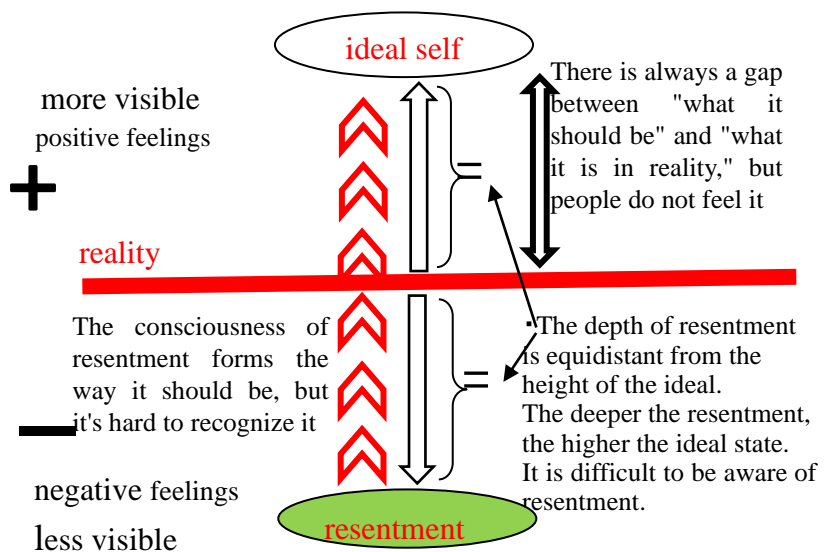 ideal self
more visible
positive feelings
+
There is always a gap
between "what it
should be" and "what
it is in reality," but
people do not feel it
=
reality
The consciousness of
resentment forms the
way it should be, but
it's hard to recognize it
=
·The depth of resentment
is equidistant from the
height of the ideal.
The deeper the resentment,
the higher the ideal state.
It is difficult to be aware of
resentment.
—
negative feelings
less visible
resentment